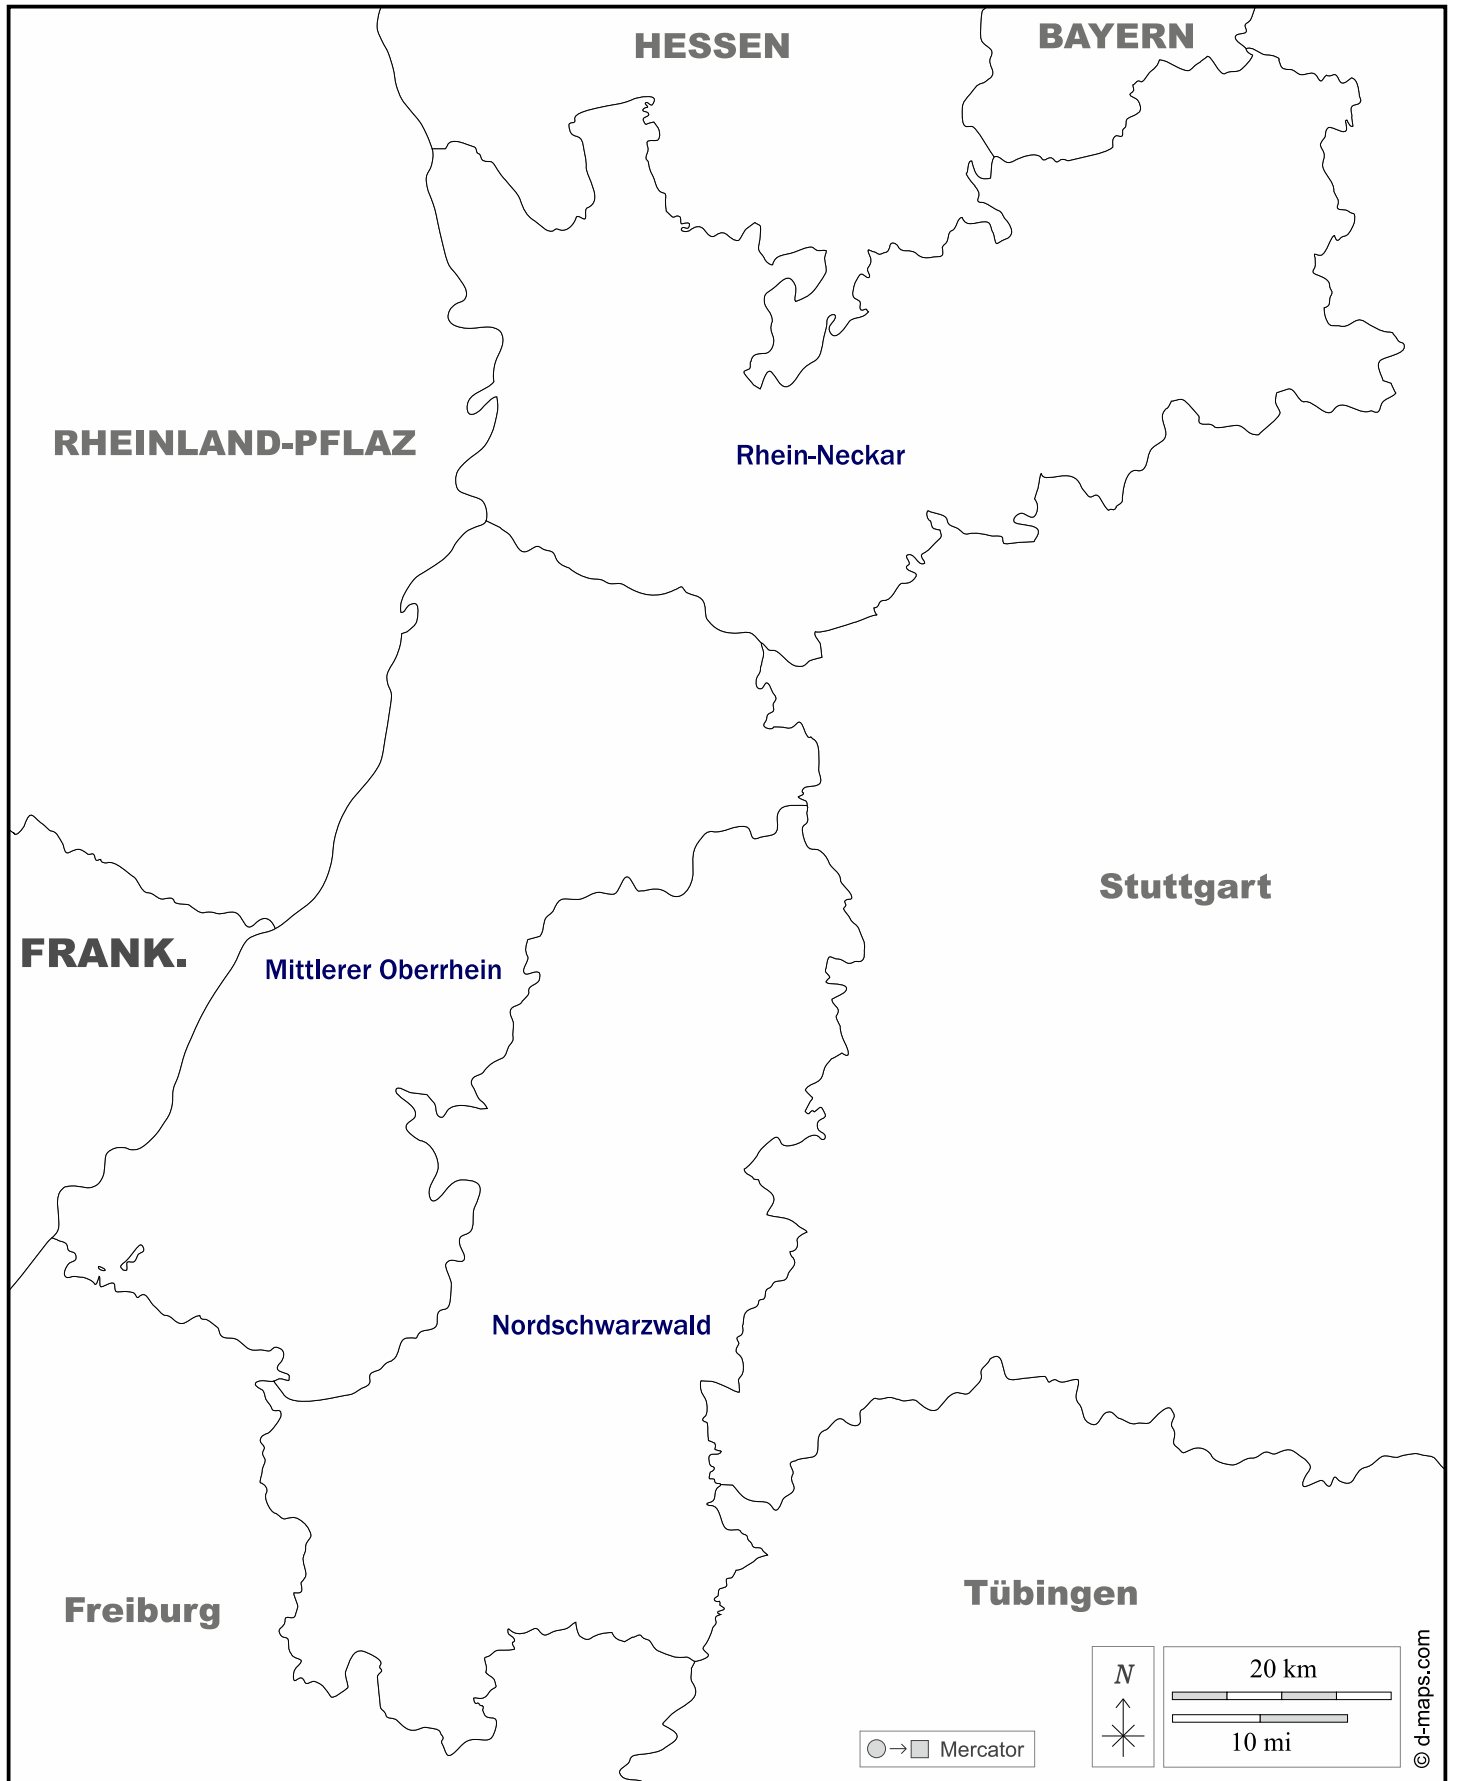 HESSEN
BAYERN
RHEINLAND-PFLAZ
Rhein-Neckar
Stuttgart
FRANK.
Mittlerer Oberrhein
Nordschwarzwald
Freiburg
Tübingen
N
20 km
10 mi
Mercator
© d-maps.com